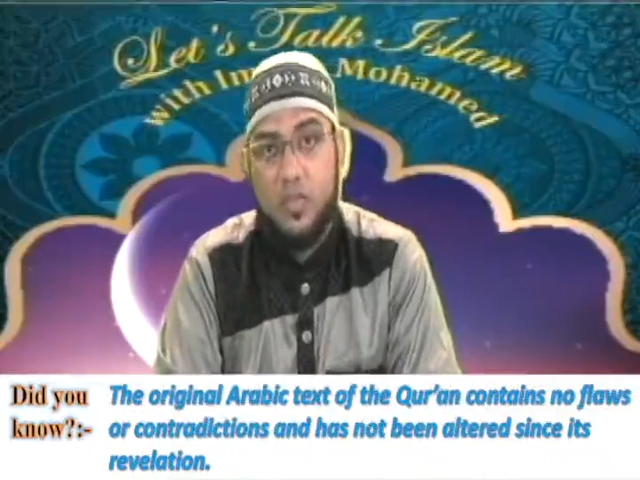 Let's Talk Islam
With Im Mohamed
Did you The original Arabic text of the Qur'an contains no flaws
know?:- or contradictions and has not been altered since its
revelation.